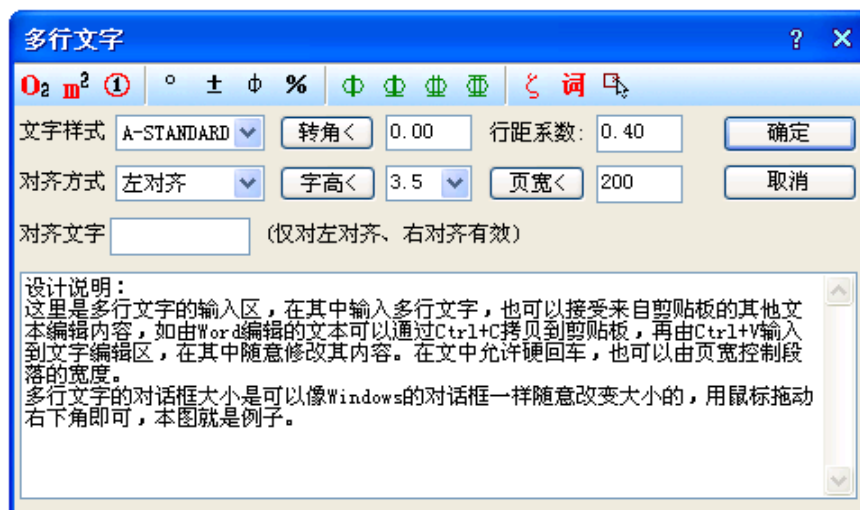 多行文字
O₂ m² ① ° ± φ % ζ 词
文字样式 A-STANDARD 转角< 0.00 行距系数: 0.40 确定
对齐方式 左对齐 字高< 3.5 页宽< 200 取消
对齐文字 (仅对左对齐、右对齐有效)
设计说明：
这里是多行文字的输入区，在其中输入多行文字，也可以接受来自剪贴板的其他文
本编辑内容，如由Word编辑的文本可以通过Ctrl+C拷贝到剪贴板，再由Ctrl+V输入
到文字编辑区，在其中随意修改其内容。在文中允许硬回车，也可以由页宽控制段
落的宽度。
多行文字的对话框大小是可以像Windows的对话框一样随意改变大小的，用鼠标拖动
右下角即可，本图就是例子。